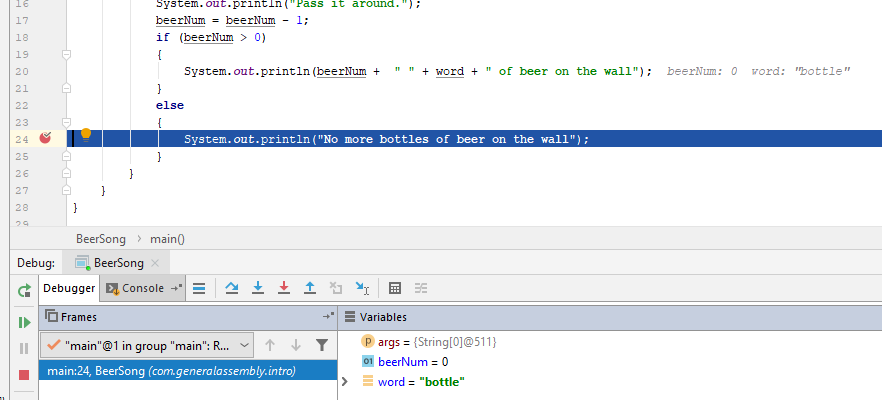 16 System.out.println("Pass it around.");
17 beerNum = beerNum - 1;
18 if (beerNum > 0)
19 {
20 System.out.println(beerNum + " " + word + " of beer on the wall"); beerNum: 0 word: "bottle"
21 }
22 else
23 {
24 System.out.println("No more bottles of beer on the wall");
25 }
26 }
27 }
28 }
29
BeerSong > main()
Debug: BeerSong
Debugger Console
Frames
Variables
"main"@1 in group "main": R...
main:24, BeerSong (com.generalassembly.intro)
args = {String[0]@511}
beerNum = 0
word = "bottle"